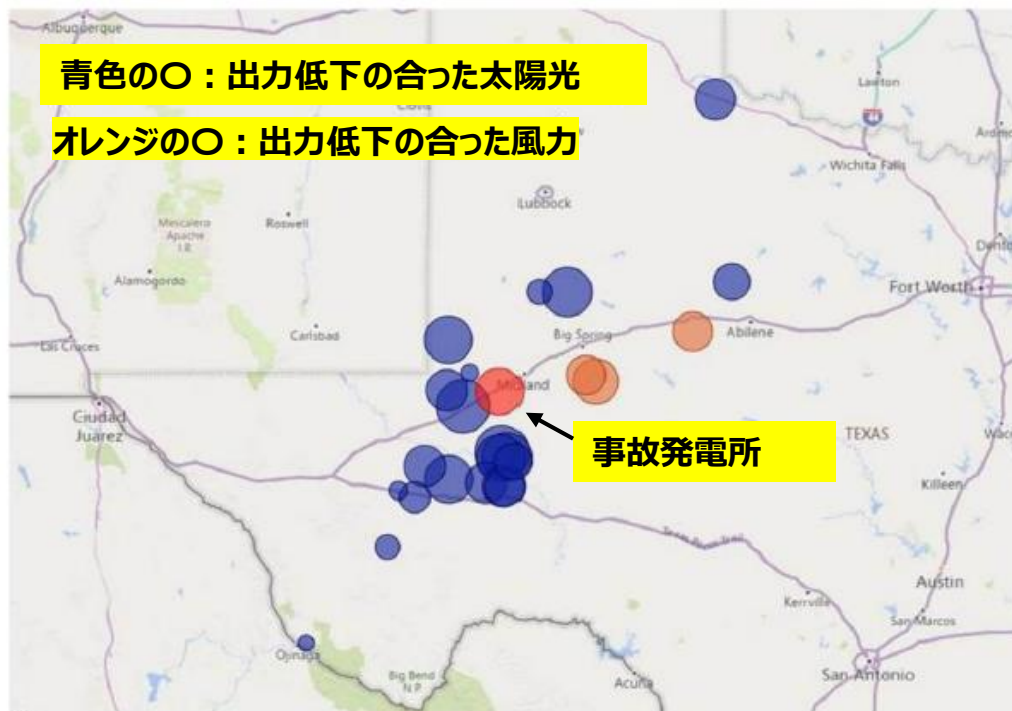 Albuquerque
青色の〇：出力低下の合った太陽光
オレンジの〇：出力低下の合った風力
Clovis
Lawton
Wichita Falls
Lubbock
Roswell
Mescalero
Apache
I.R.
Alamogordo
Fort Worth
Carlsbad
Big Spring
Abilene
Las Cruces
Midland
Ciudad
Juarez
事故発電所
TEXAS
Killeen
Austin
Kerrville
San Marcos
Ojinaga
Big Bend
N.P.
Acuña
San Antonio